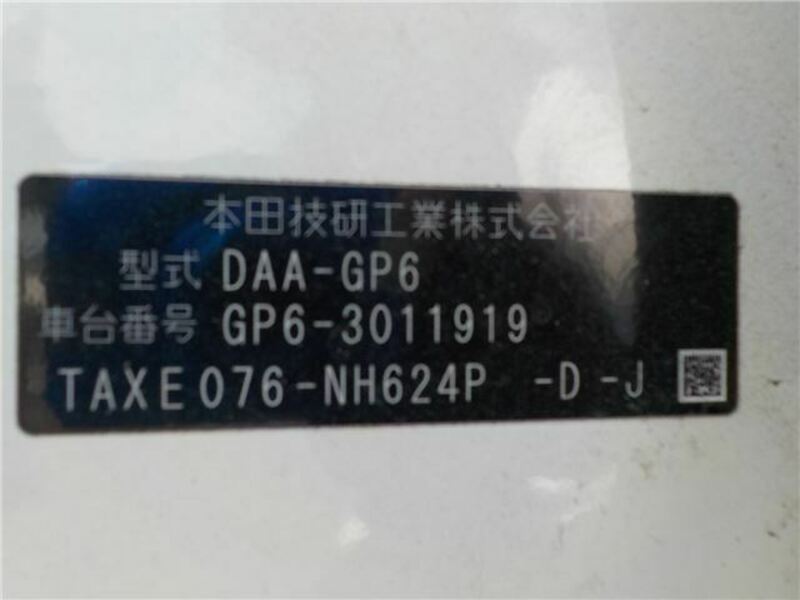 本田技研工業株式会社
型式 DAA-GP6
車台番号 GP6-3011919
TAXE076-NH624P -D -J